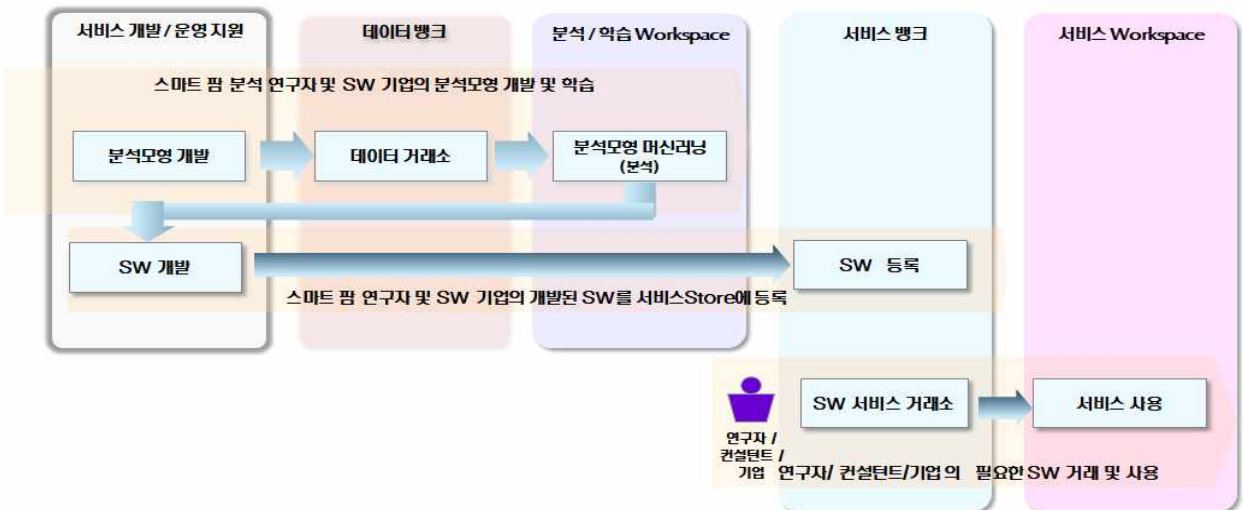 서비스 개발 / 운영 지원
데이터 뱅크
분석 / 학습 Workspace
서비스 뱅크
서비스 Workspace
스마트 팜 분석 연구자 및 SW 기업의 분석모형 개발 및 학습
분석모형 개발
데이터 거래소
분석모형 머신러닝
(분석)
SW 개발
SW 등록
스마트 팜 연구자 및 SW 기업의 개발된 SW를 서비스Store에 등록
SW 서비스 거래소
서비스 사용
연구자 /
컨설턴트 /
기업
연구자/ 컨설턴트/기업의 필요한 SW 거래 및 사용